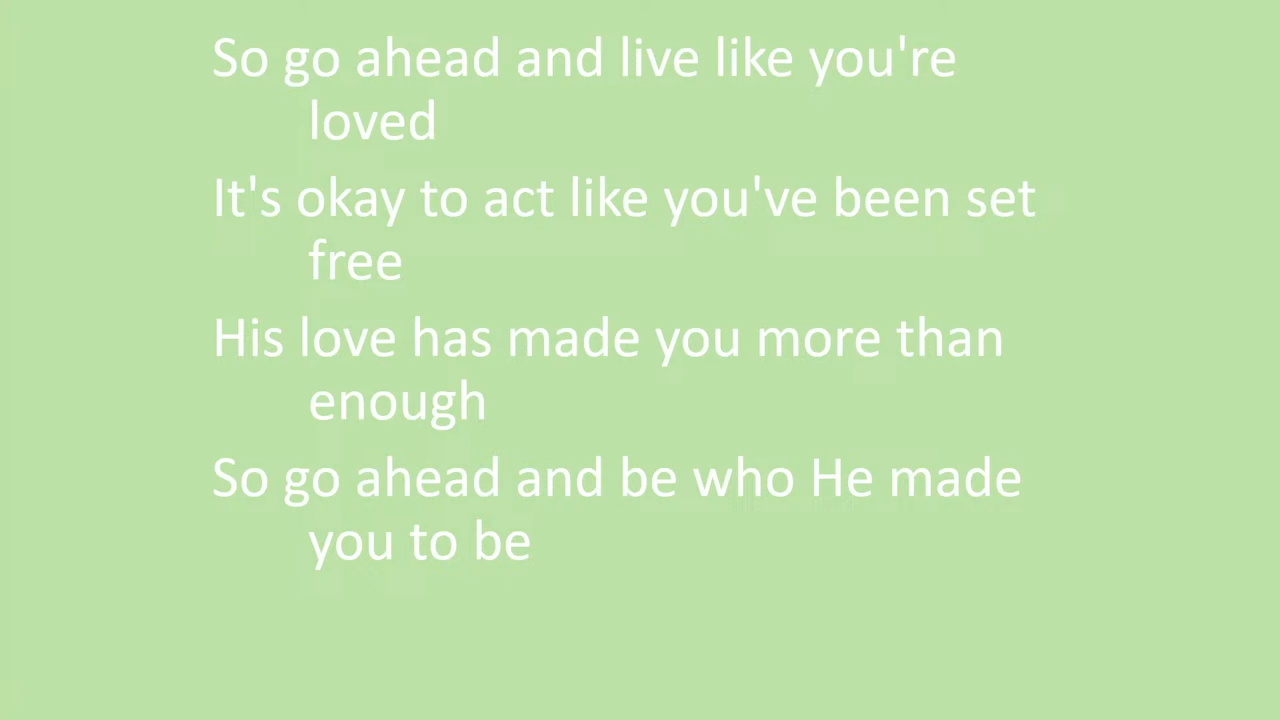 So go ahead and live like you're
loved
It's okay to act like you've been set
free
His love has made you more than
enough
So go ahead and be who He made
you to be